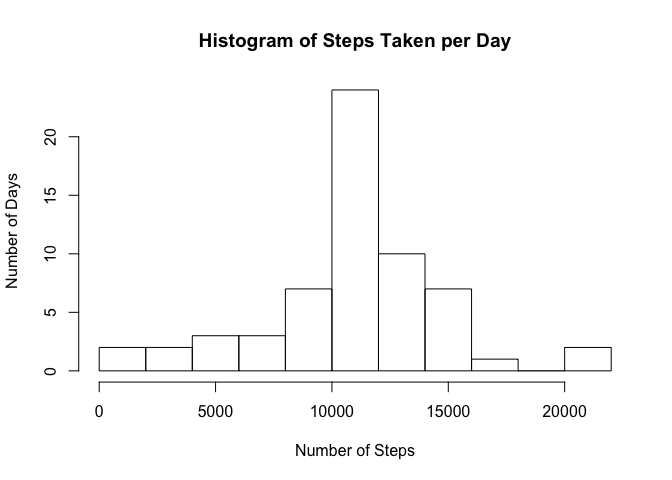 Histogram of Steps Taken per Day
Number of Days
20
15
10
5
0
0 5000 10000 15000 20000
Number of Steps